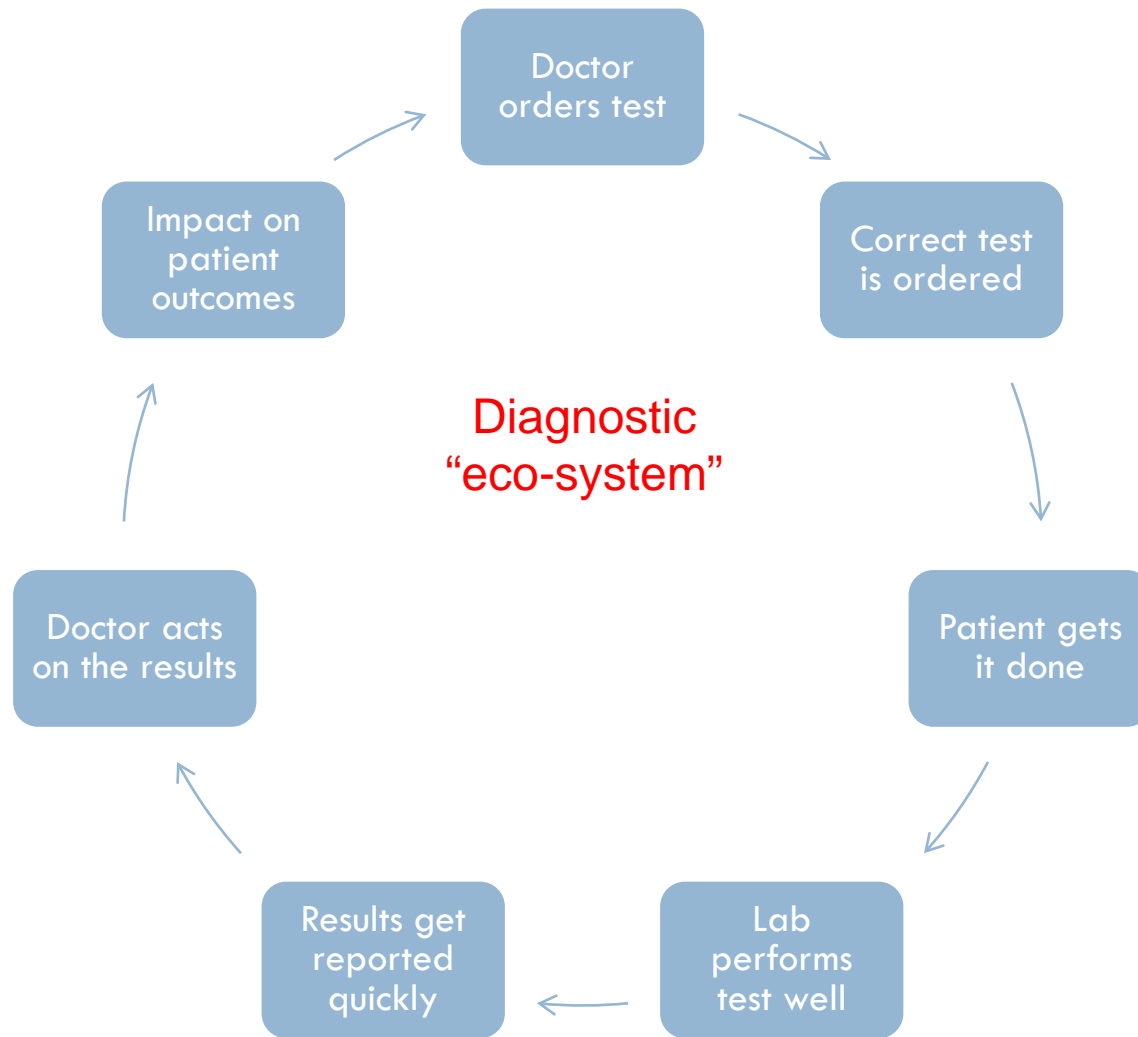 Doctor
orders test
Correct test
is ordered
Patient gets
it done
Lab
performs
test well
Results get
reported
quickly
Doctor acts
on the results
Impact on
patient
outcomes
Diagnostic
“eco-system”